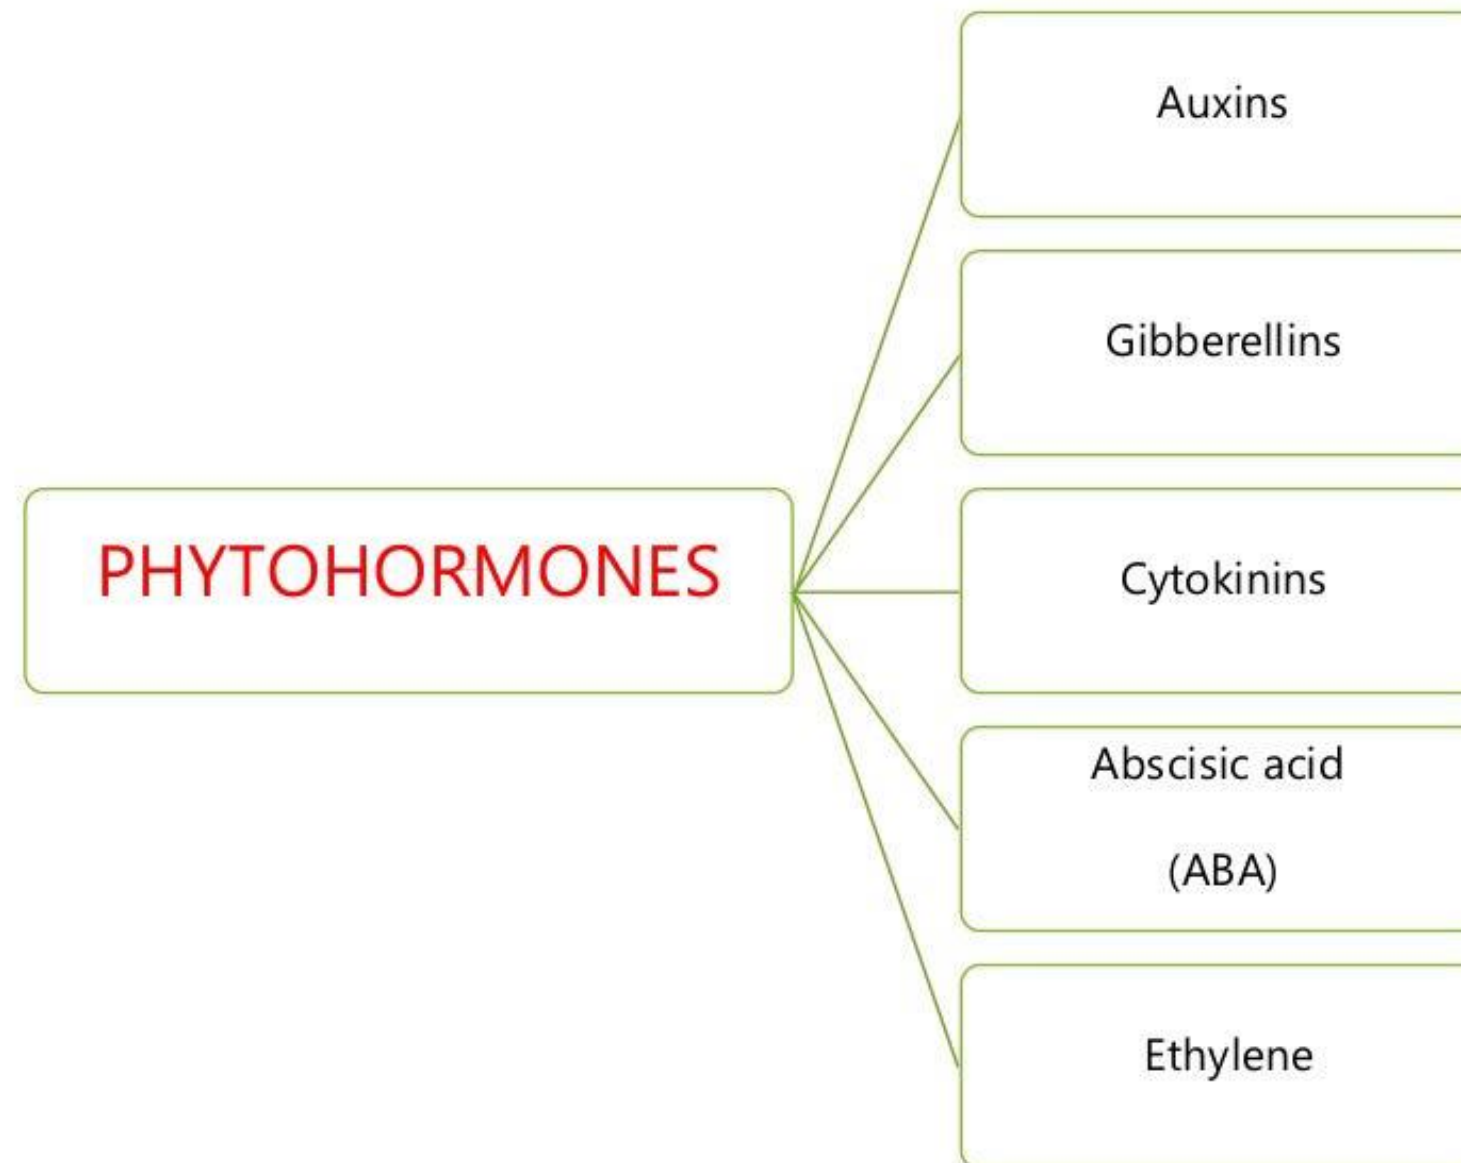 Auxins
Gibberellins
PHYTOHORMONES
Cytokinins
Abscisic acid
(ABA)
Ethylene